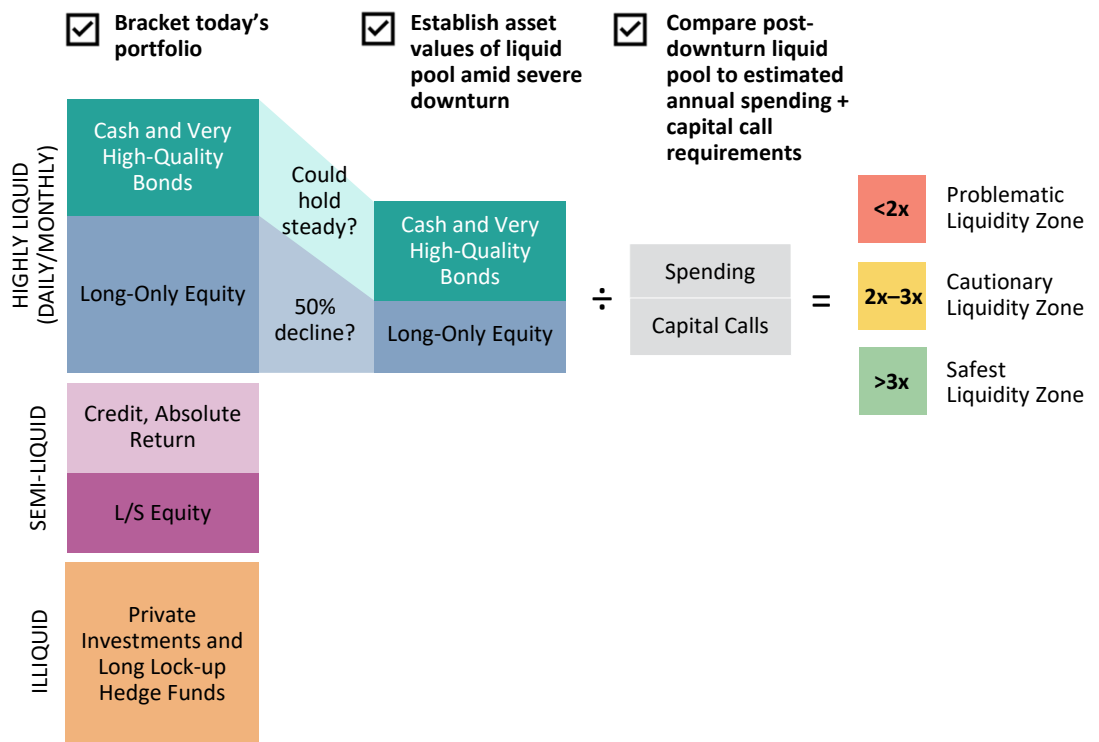 Bracket today’s
portfolio
Establish asset
values of liquid
pool amid severe
downturn
Compare post-
downturn liquid
pool to estimated
annual spending +
capital call
requirements
HIGHLY LIQUID
(DAILY/MONTHLY)
Cash and Very
High-Quality
Bonds
Long-Only Equity
Could
hold
steady?
50%
decline?
Cash and Very
High-Quality
Bonds
Long-Only Equity
÷
Spending
Capital Calls
=
<2x
Problematic
Liquidity Zone
2x–3x
Cautionary
Liquidity Zone
>3x
Safest
Liquidity Zone
SEMI-LIQUID
Credit, Absolute
Return
L/S Equity
ILLIQUID
Private
Investments and
Long Lock-up
Hedge Funds